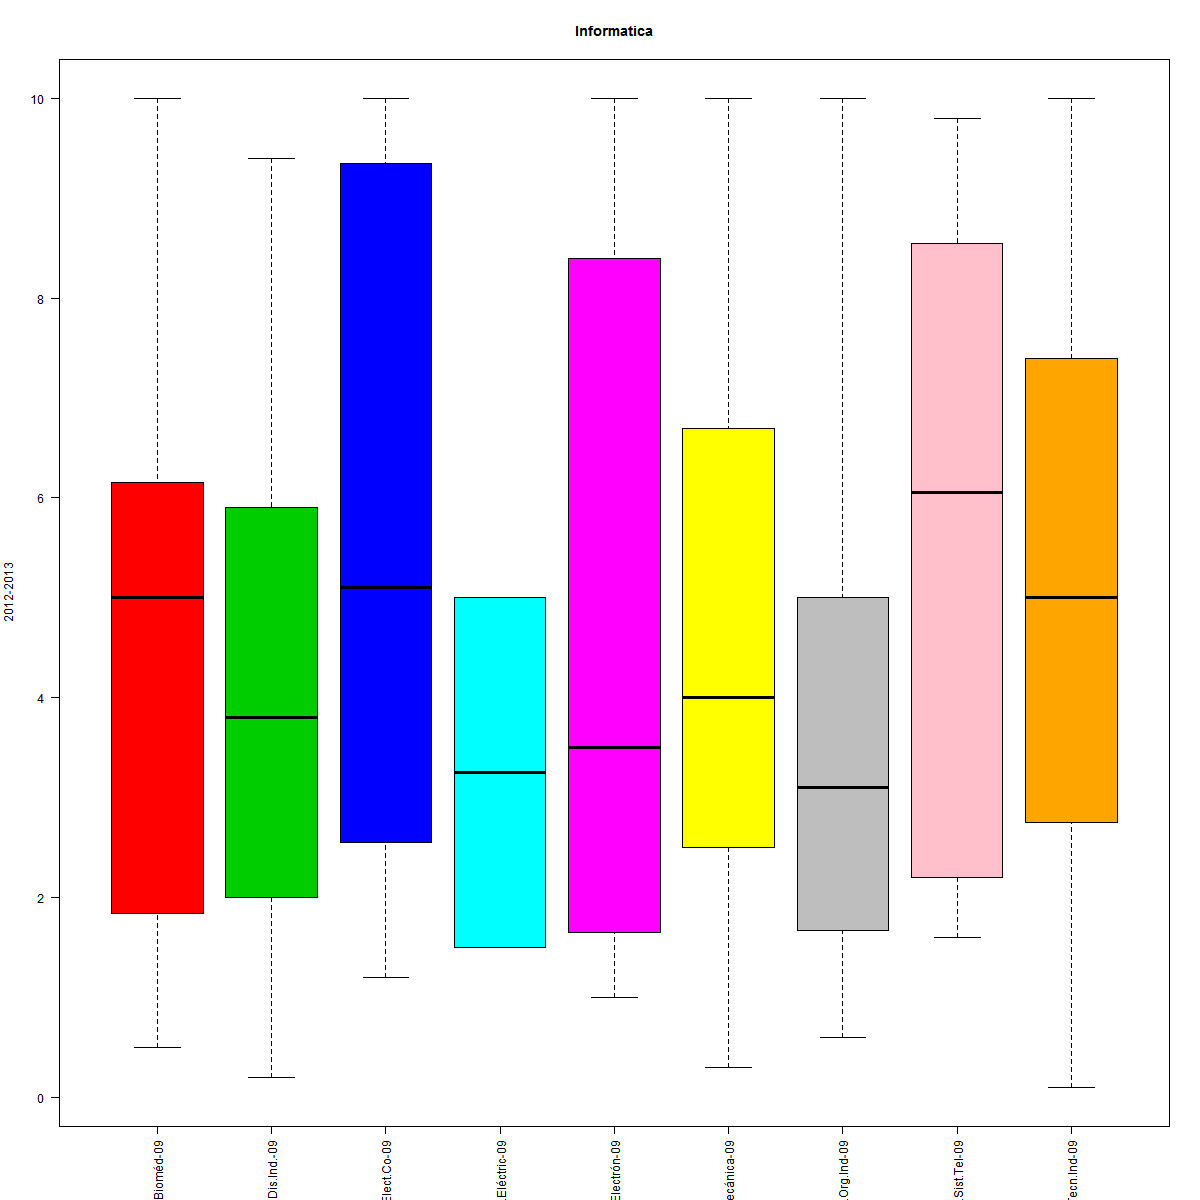 Informatica
10
8
6
4
2
0
2012-2013
Bioméd-09
Dis.Ind.-09
Elect.Co-09
.Eléctric-09
Electrón-09
ecánica-09
.Org.Ind-09
.Sist.Tel-09
ecn.Ind-09